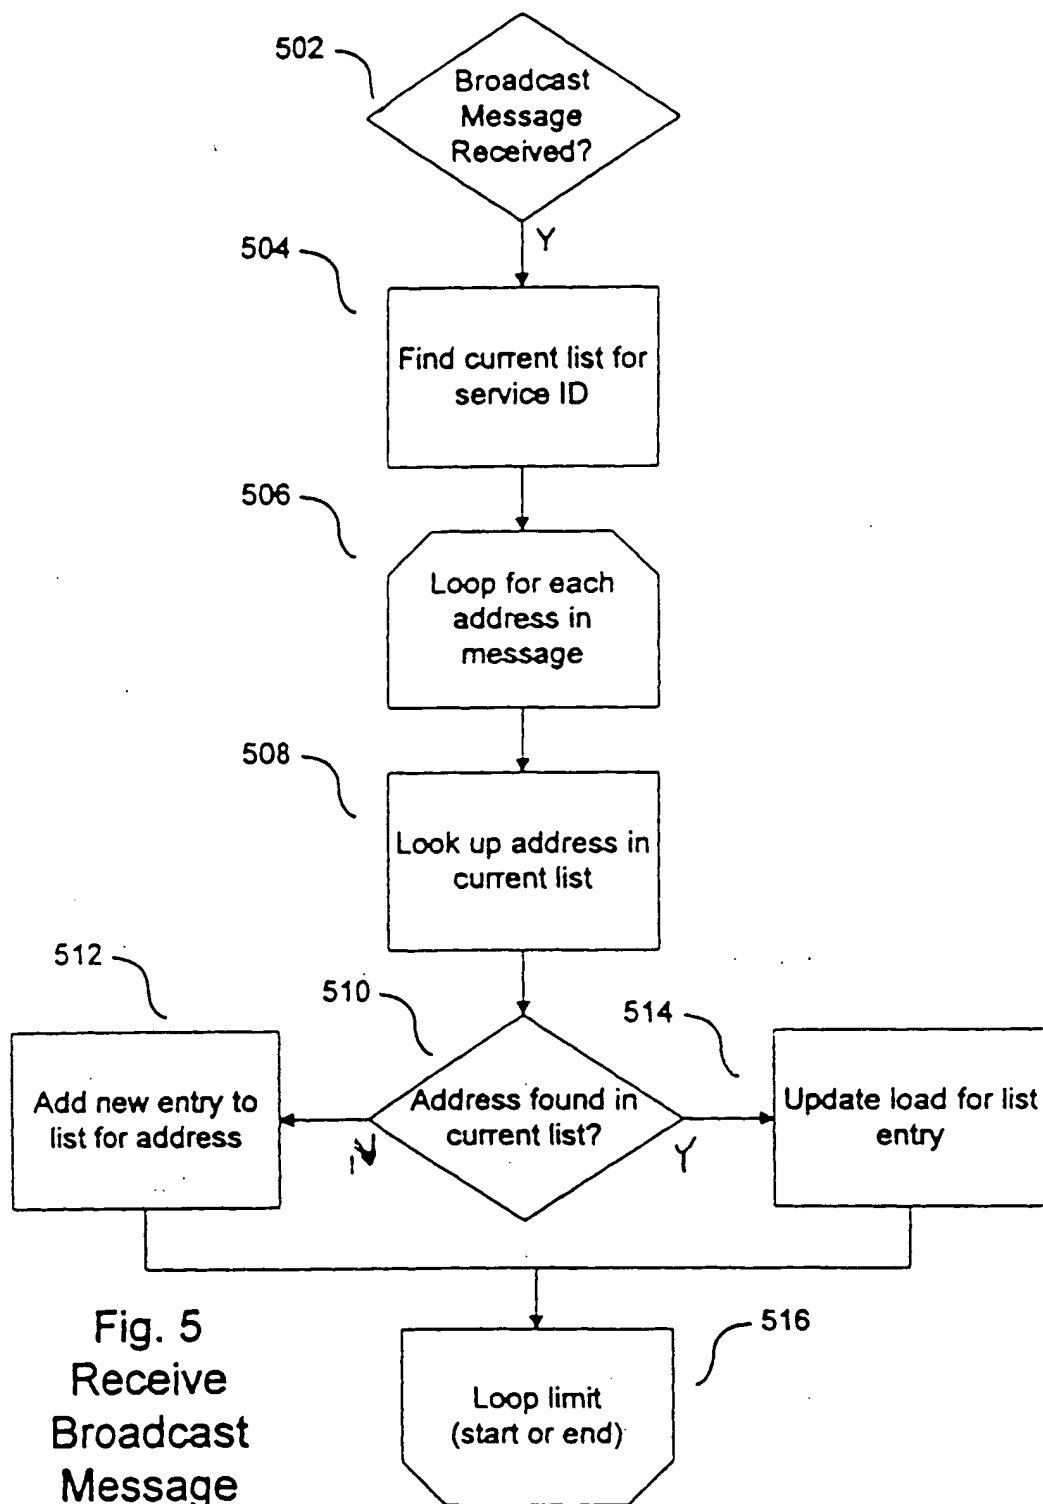 502
Broadcast
Message
Received?
Y
504
Find current list for
service ID
506
Loop for each
address in
message
508
Look up address in
current list
512
510
514
Add new entry to
list for address
Address found in
current list?
Update load for list
entry
N
Y
516
Loop limit
(start or end)
Fig. 5
Receive
Broadcast
Message